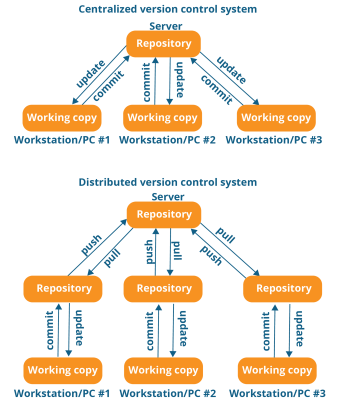 Centralized version control system
Server
Repository
update
commit
commit
update
update
commit
Working copy
Working copy
Working copy
Workstation/PC #1
Workstation/PC #2
Workstation/PC #3
Distributed version control system
Server
Repository
push
pull
push
pull
pull
push
Repository
Repository
Repository
commit
update
commit
update
commit
update
Working copy
Working copy
Working copy
Workstation/PC #1
Workstation/PC #2
Workstation/PC #3